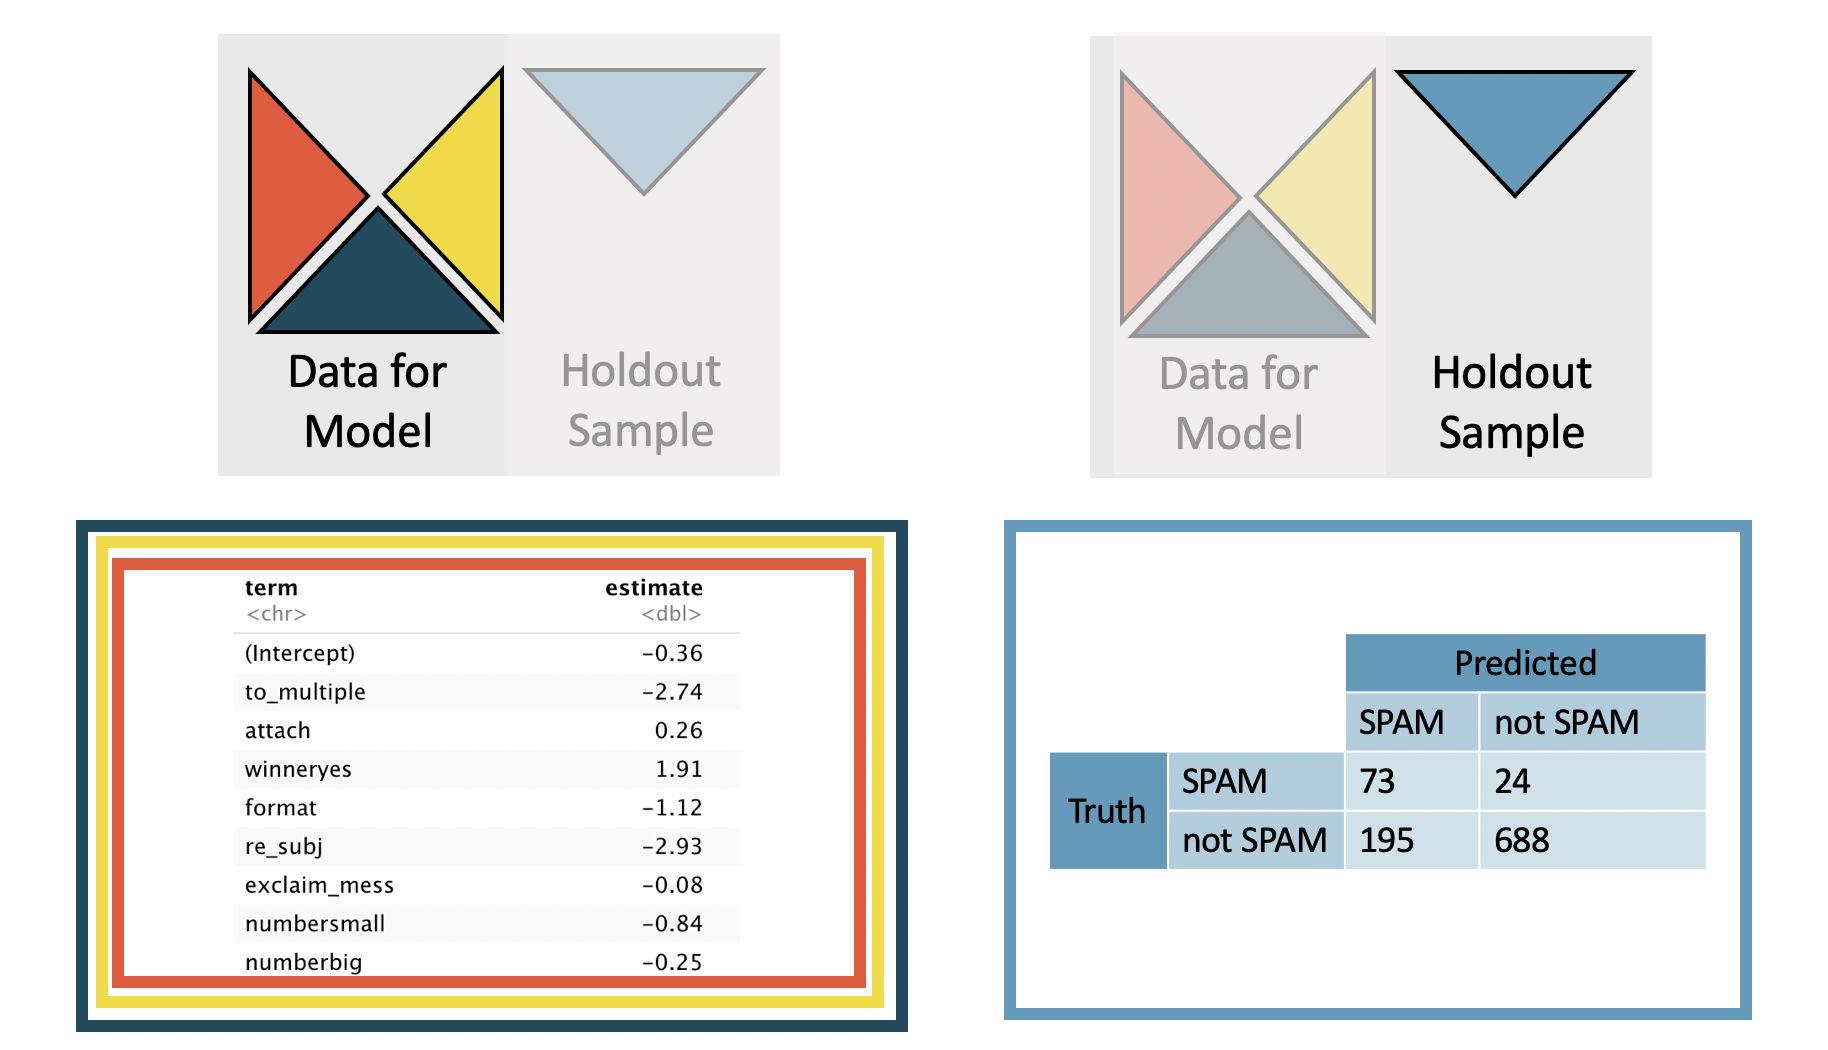 Data for
Model
Holdout
Sample
Data for
Model
Holdout
Sample
term estimate
<chr> <dbl>
(Intercept) −0.36
to_multiple −2.74
attach 0.26
winneryes 1.91
format −1.12
re_subj −2.93
exclaim_mess −0.08
numbersmall −0.84
numberbig −0.25
Predicted
SPAM not SPAM
Truth
SPAM 73 24
not SPAM 195 688